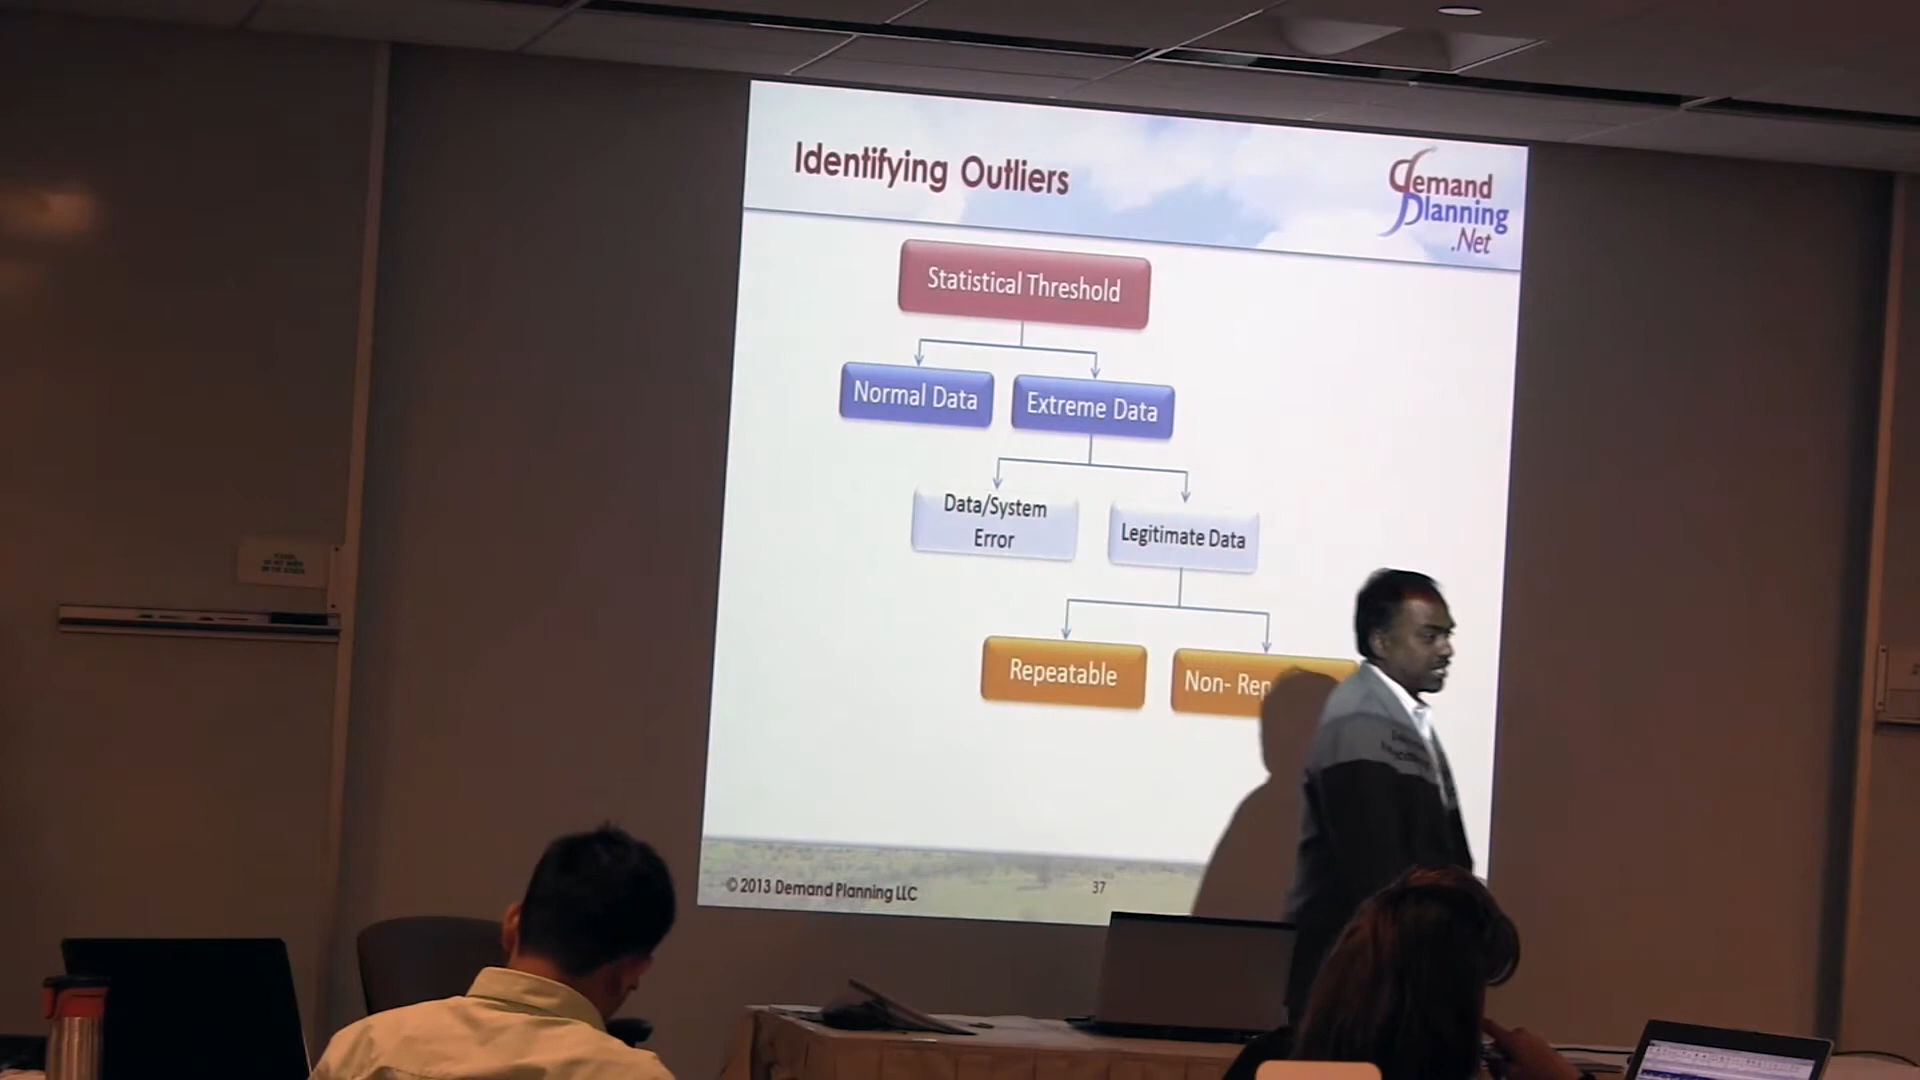 Identifying Outliers
demand
planning
.Net
Statistical Threshold
Normal Data
Extreme Data
Data/System
Error
Legitimate Data
Repeatable
Non- Rep
© 2013 Demand Planning LLC
37